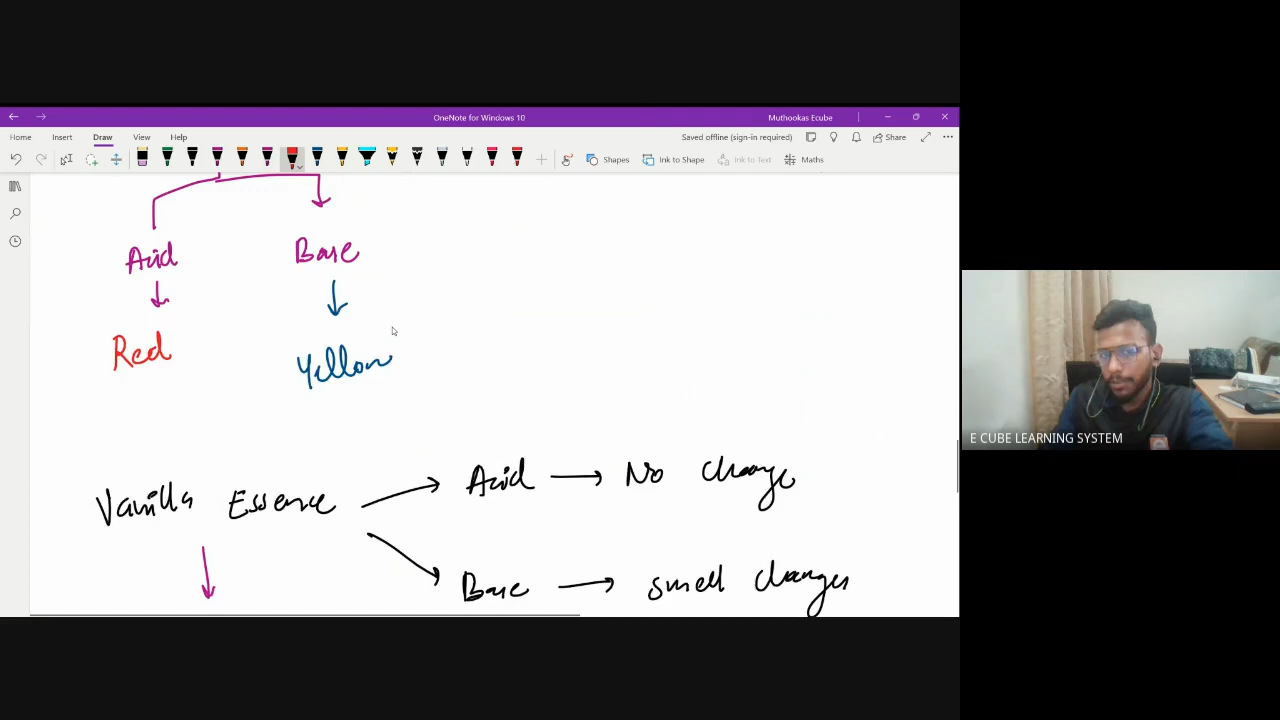 OneNote for Windows 10
Muthookas Ecube
Home Insert Draw View Help
Saved offline (sign-in required)
Share
Shapes
Ink to Shape
Ink to Text
Maths
Acid Base
Red Yellow
Vanilla Essence
Acid → No change
Base → smell changes
E CUBE LEARNING SYSTEM